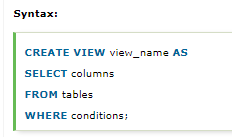 Syntax:
CREATE VIEW view_name AS
SELECT columns
FROM tables
WHERE conditions;